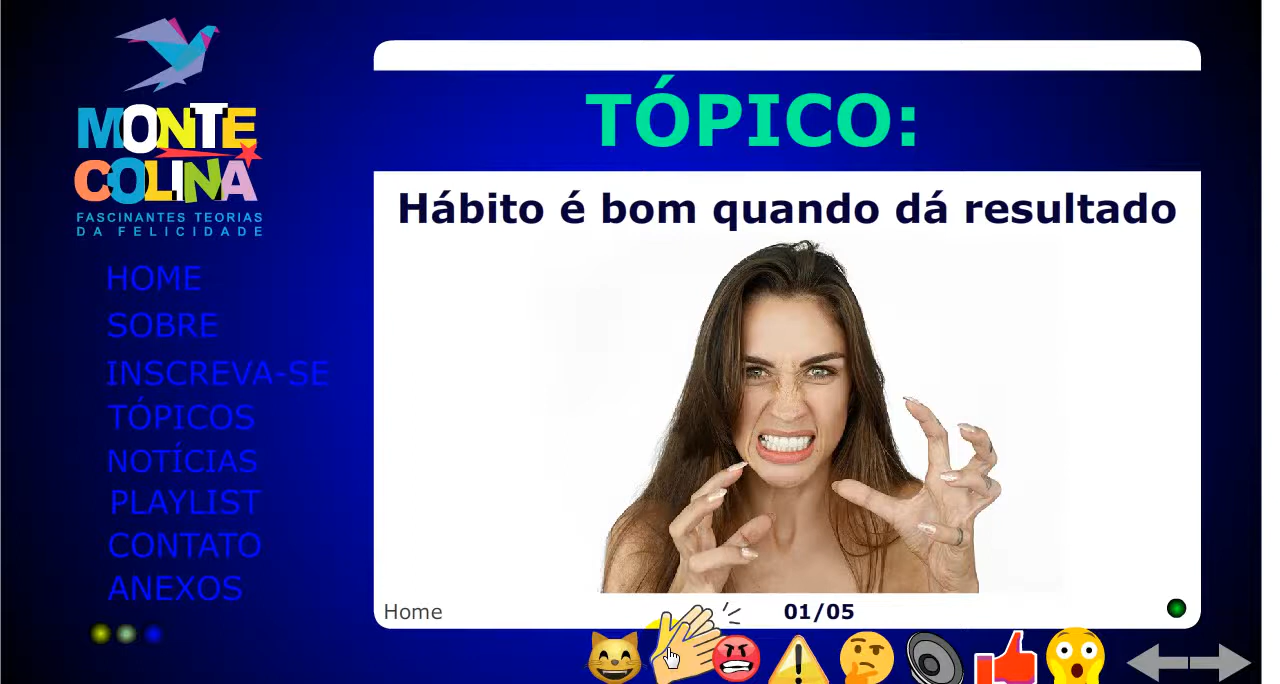 MONTE
COLINA
FASCINANTES TEORIAS
DA FELICIDADE
HOME
SOBRE
INSCREVA-SE
TÓPICOS
NOTÍCIAS
PLAYLIST
CONTATO
ANEXOS
TÓPICO:
Hábito é bom quando dá resultado
Home
01/05